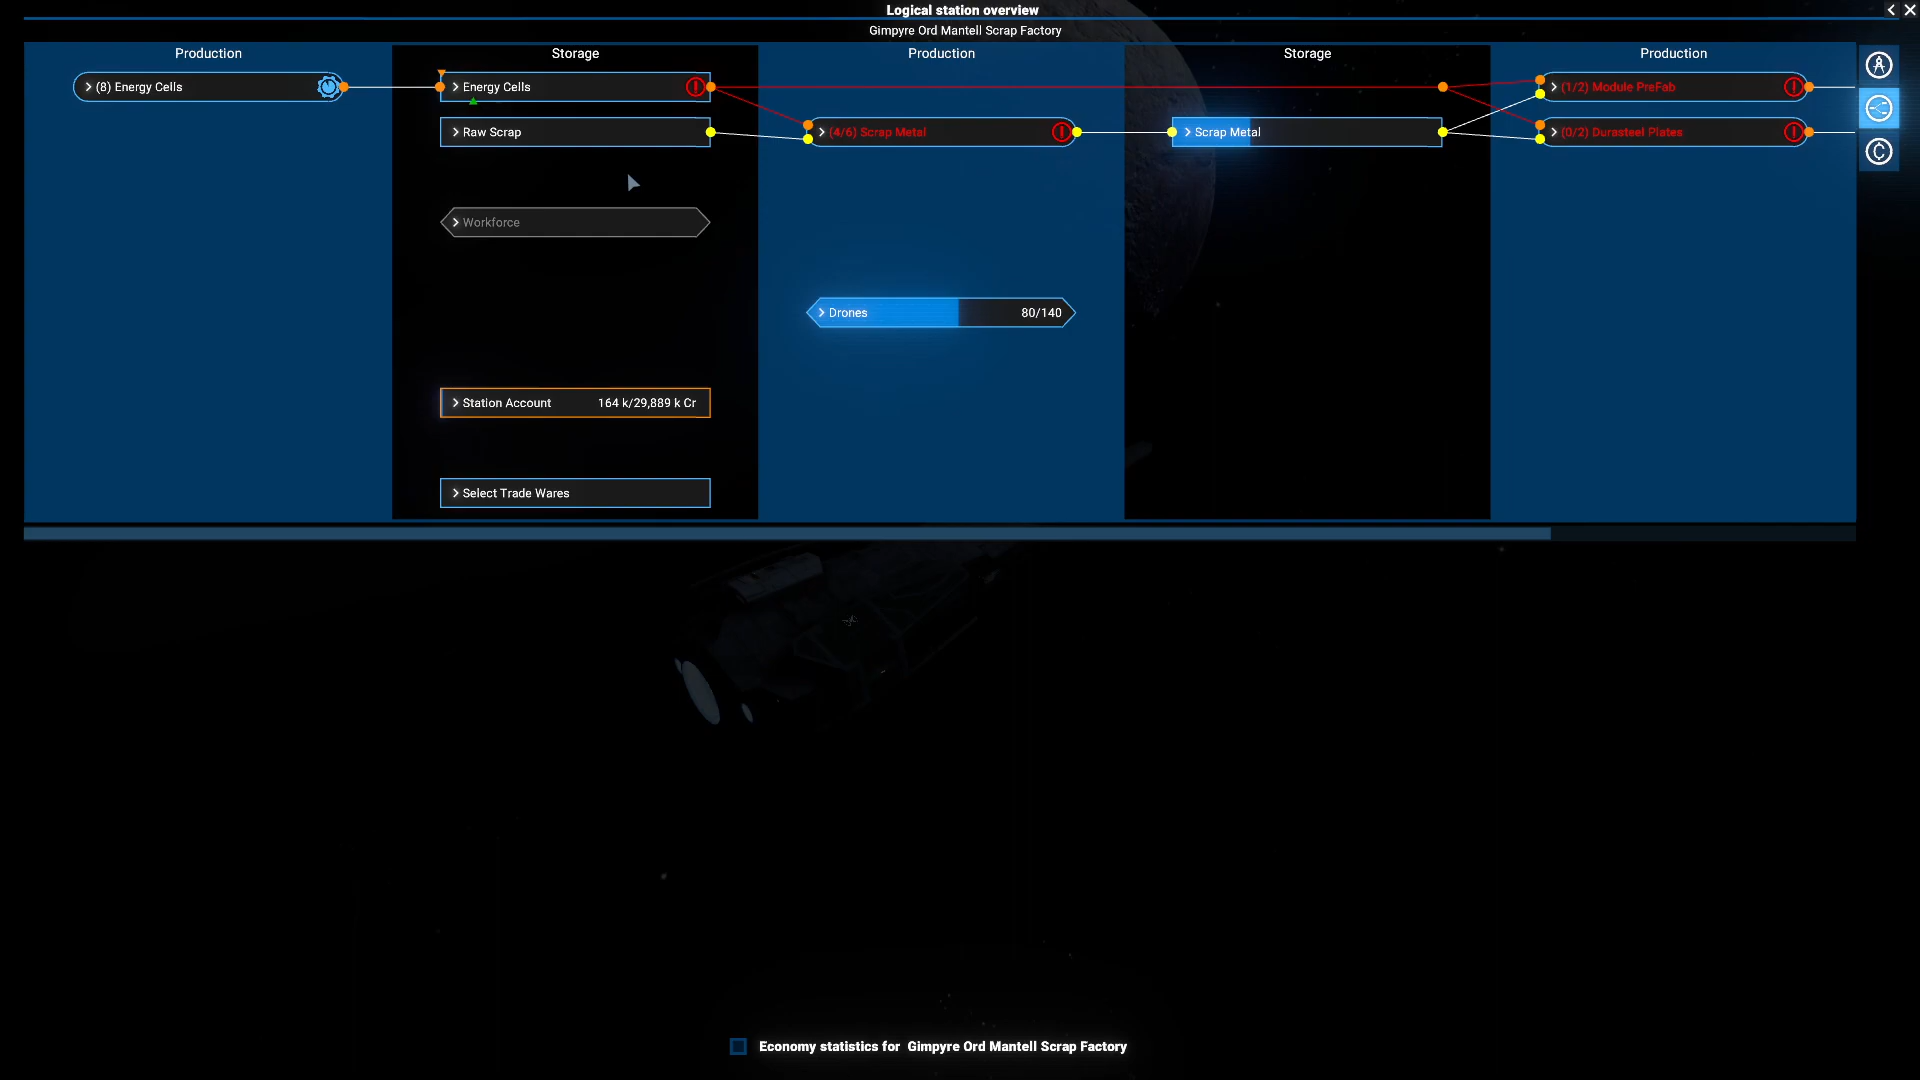 Logical station overview
Gimpyre Ord Mantell Scrap Factory
Production
Storage
Production
Storage
Production
(8) Energy Cells
Energy Cells
(1/2) Module PreFab
Raw Scrap
(4/6) Scrap Metal
Scrap Metal
(0/2) Durasteel Plates
Workforce
Drones 80/140
Station Account 164 k/29,889 k Cr
Select Trade Wares
Economy statistics for Gimpyre Ord Mantell Scrap Factory